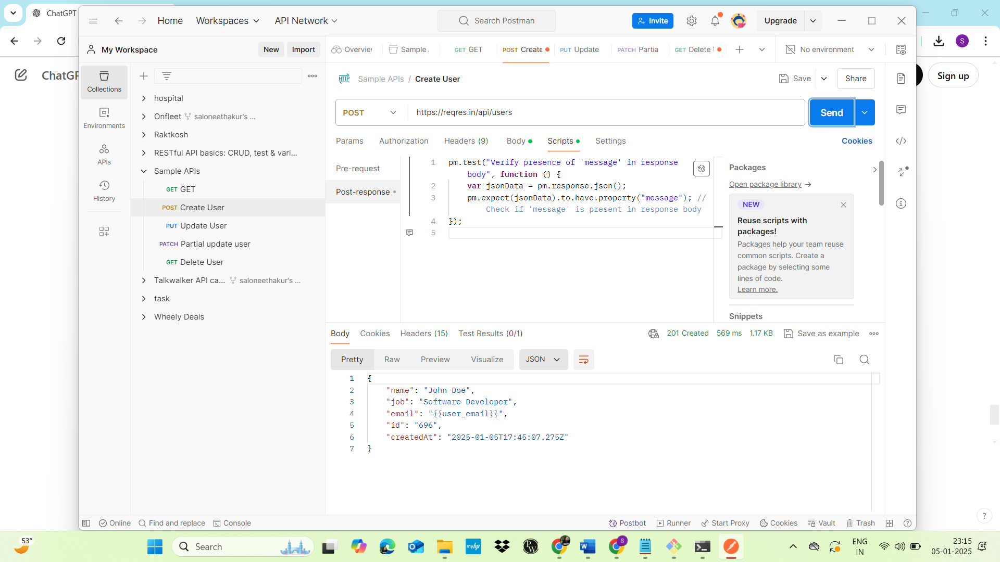 ChatGPT
Home
Workspaces
API Network
Search Postman
Invite
Upgrade
My Workspace
New
Import
Overvie
Sample
GET GET
POST Create
PUT Update
PATCH Partia
GET Delete
No environment
S
ChatGP
Sign up
Collections
Environments
APIs
History
hospital
Onfleet saloneethakur's ...
Raktkosh
RESTful API basics: CRUD, test & vari...
Sample APIs
GET GET
POST Create User
PUT Update User
PATCH Partial update user
GET Delete User
Talkwalker API ca... saloneethakur's ...
task
Wheely Deals
HTTP Sample APIs / Create User
Save
Share
POST
https://reqres.in/api/users
Send
Params
Authorization
Headers (9)
Body
Scripts
Settings
Cookies
Pre-request
Post-response
1 pm.test("Verify presence of 'message' in response
body", function () {
2 var jsonData = pm.response.json();
3 pm.expect(jsonData).to.have.property("message"); //
Check if 'message' is present in response body
4 });
5
Packages
Open package library →
NEW
Reuse scripts with
packages!
Packages help your team reuse
common scripts. Create a
package by selecting some
lines of code.
Learn more.
Snippets
Body
Cookies
Headers (15)
Test Results (0/1)
201 Created
569 ms
1.17 KB
Save as example
Pretty
Raw
Preview
Visualize
JSON
1 {
2 "name": "John Doe",
3 "job": "Software Developer",
4 "email": "{{user_email}}",
5 "id": "696",
6 "createdAt": "2025-01-05T17:45:07.275Z"
7 }
Online
Find and replace
Console
Postbot
Runner
Start Proxy
Cookies
Vault
Trash
?
53°
Search
myhp
S
ENG
IN
23:15
05-01-2025